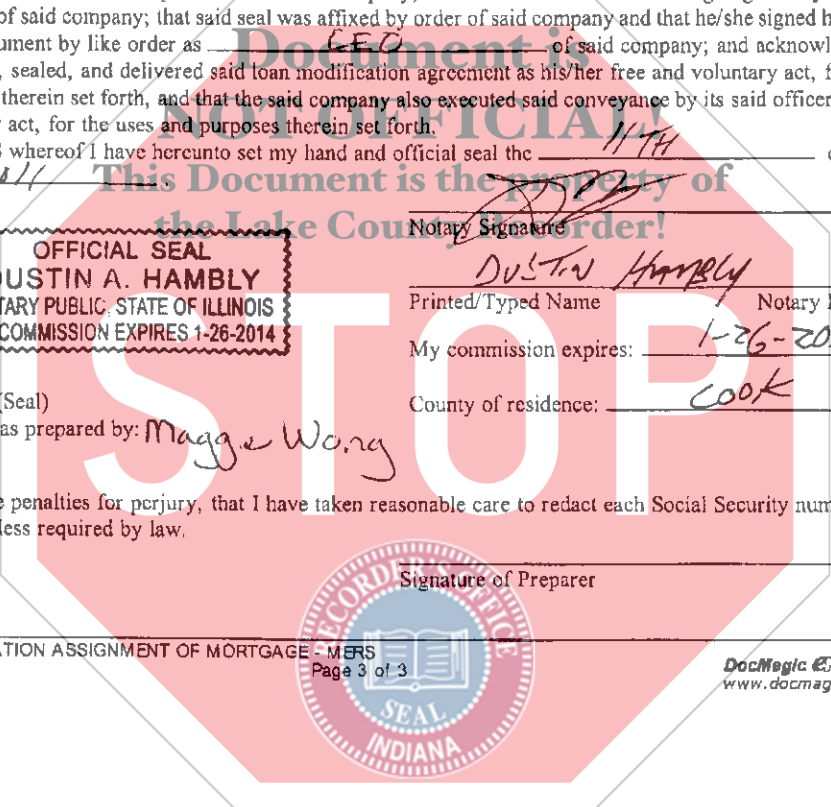 of said company; that said seal was affixed by order of said company and that he/she signed h
ument by like order as CEO of said company; and acknowl
, sealed, and delivered said loan modification agreement as his/her free and voluntary act, f
therein set forth, and that the said company also executed said conveyance by its said officer
act, for the uses and purposes therein set forth.
whereof I have hereunto set my hand and official seal the 11TH
Document is
NOT OFFICIAL!
This Document is the property of
the Lake County Recorder!
STOP
Notary Signature
OFFICIAL SEAL
DUSTIN A. HAMBLY
TARY PUBLIC, STATE OF ILLINOIS
COMMISSION EXPIRES 1-26-2014
DUSTIN HAMBLY
Printed/Typed Name Notary
My commission expires: 1-26-20
County of residence: COOK
(Seal)
as prepared by: Maggie Wong
e penalties for perjury, that I have taken reasonable care to redact each Social Security num
less required by law.
Signature of Preparer
RECORDER'S OFFICE
SEAL
INDIANA
TION ASSIGNMENT OF MORTGAGE - MERS
Page 3 of 3
DocMagic
www.docmag